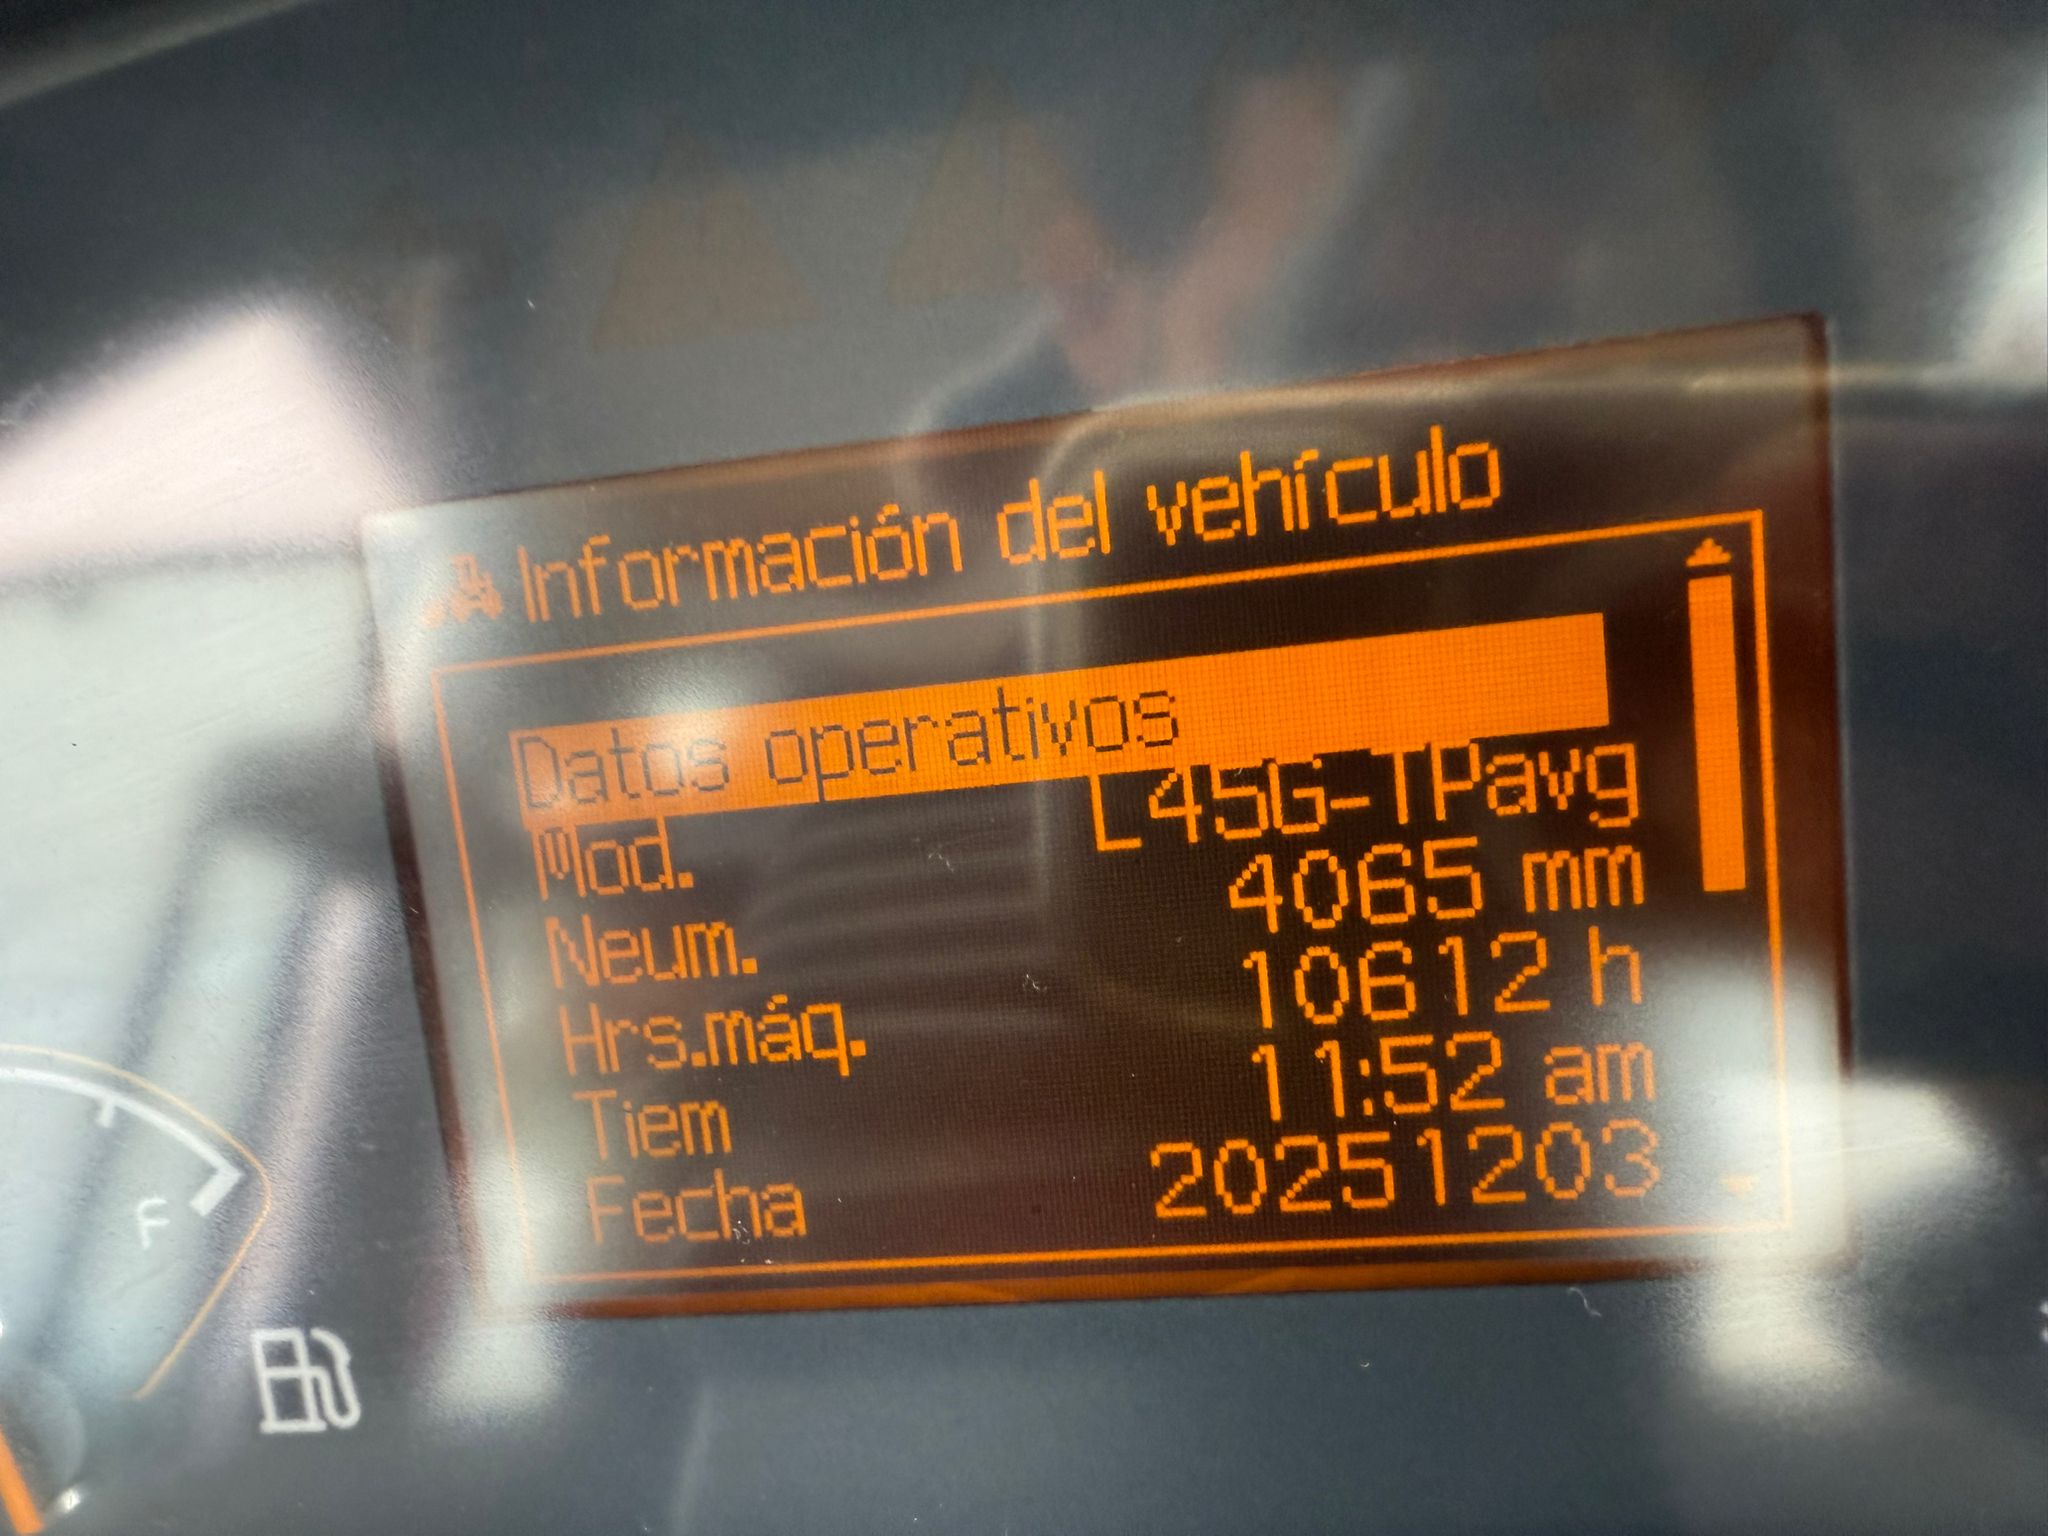 Información del vehículo
Datos operativos
Mod. L45G-TPavg
Neum. 4065 mm
Hrs.máq. 10612 h
Tiem 11:52 am
Fecha 20251203
F